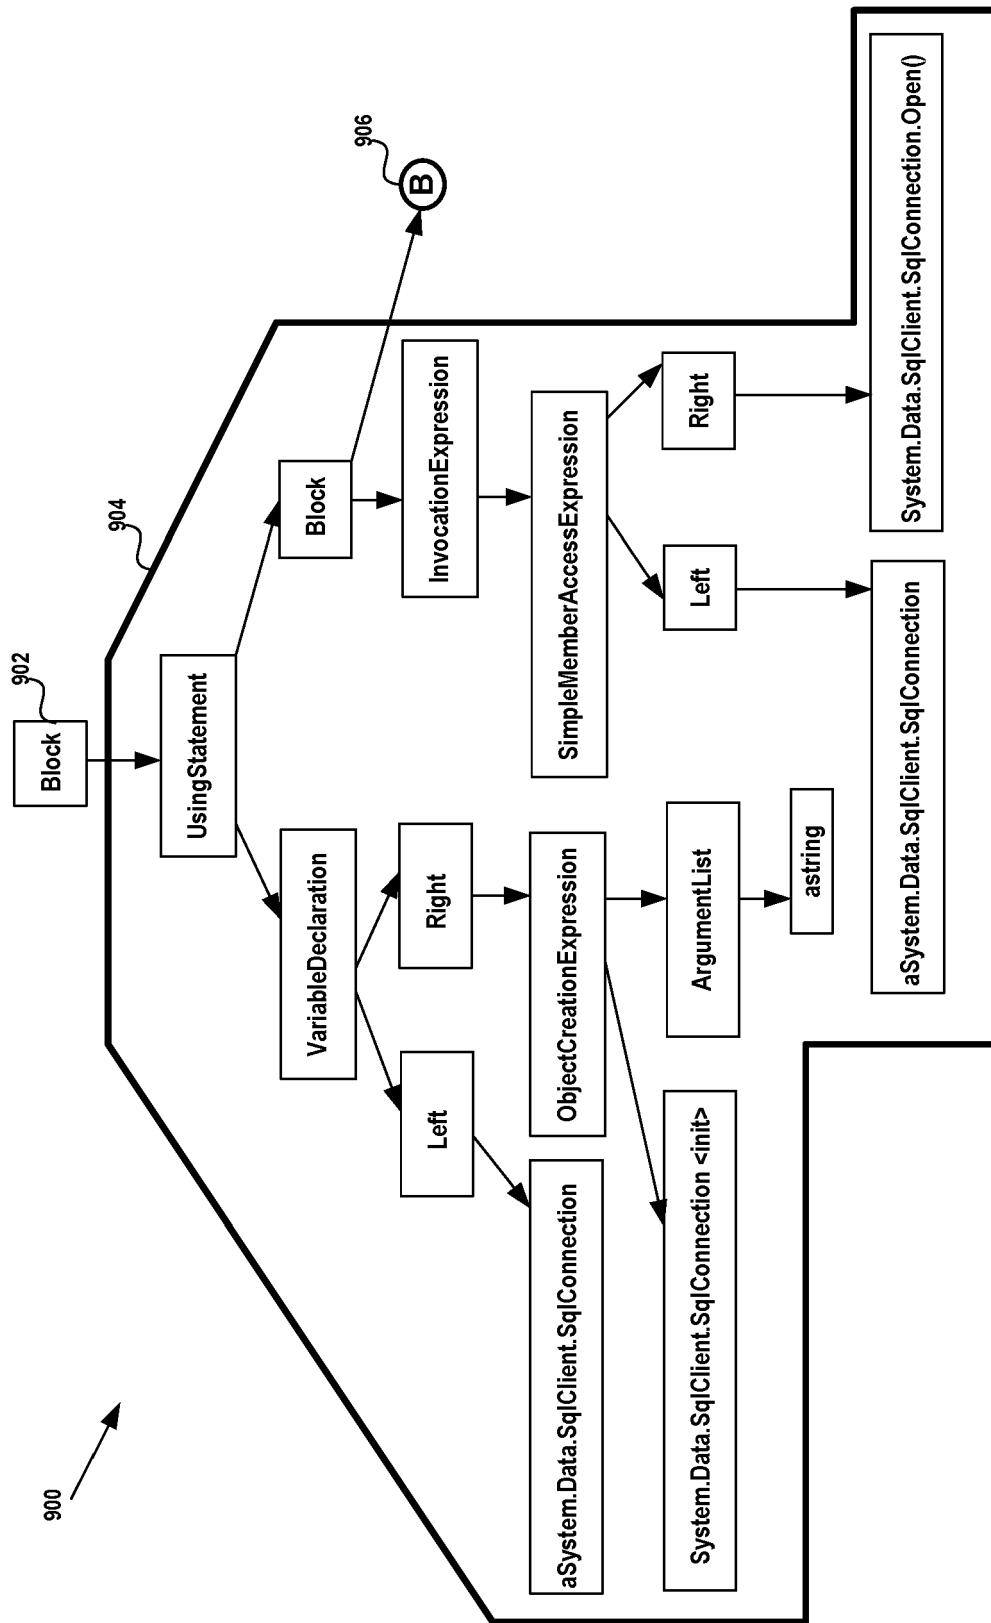 900
Block
902
904
UsingStatement
VariableDeclaration
Block
906
B
Left
Right
InvocationExpression
aSystem.Data.SqlClient.SqlConnection
ObjectCreationExpression
SimpleMemberAccessExpression
System.Data.SqlClient.SqlConnection <init>
ArgumentList
Left
Right
astring
aSystem.Data.SqlClient.SqlConnection
System.Data.SqlClient.SqlConnection.Open()